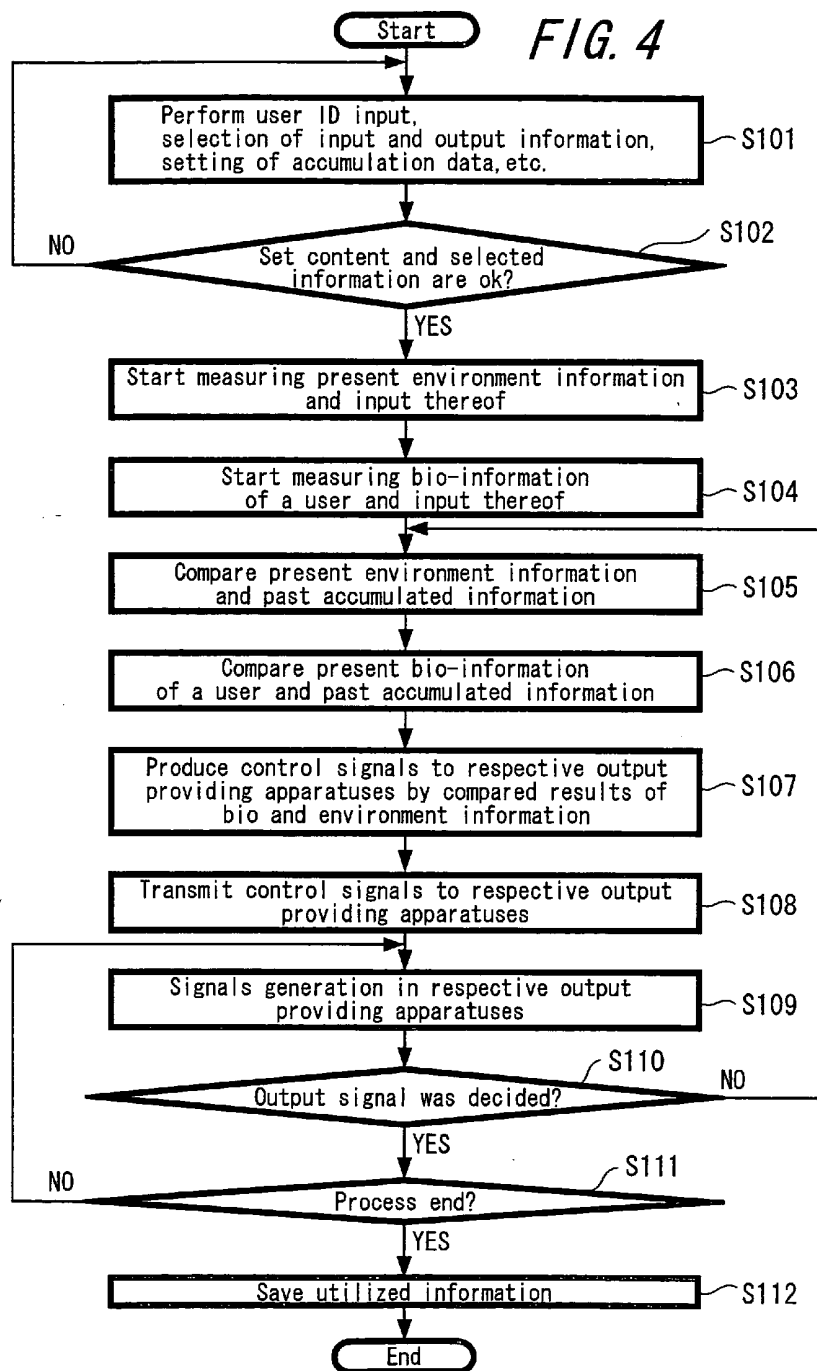 Start
FIG. 4
Perform user ID input,
selection of input and output information,
setting of accumulation data, etc.
S101
S102
NO
Set content and selected
information are ok?
YES
Start measuring present environment information
and input thereof
S103
Start measuring bio-information
of a user and input thereof
S104
Compare present environment information
and past accumulated information
S105
Compare present bio-information
of a user and past accumulated information
S106
Produce control signals to respective output
providing apparatuses by compared results of
bio and environment information
S107
Transmit control signals to respective output
providing apparatuses
S108
Signals generation in respective output
providing apparatuses
S109
S110
Output signal was decided?
NO
YES
S111
NO
Process end?
YES
Save utilized information
S112
End